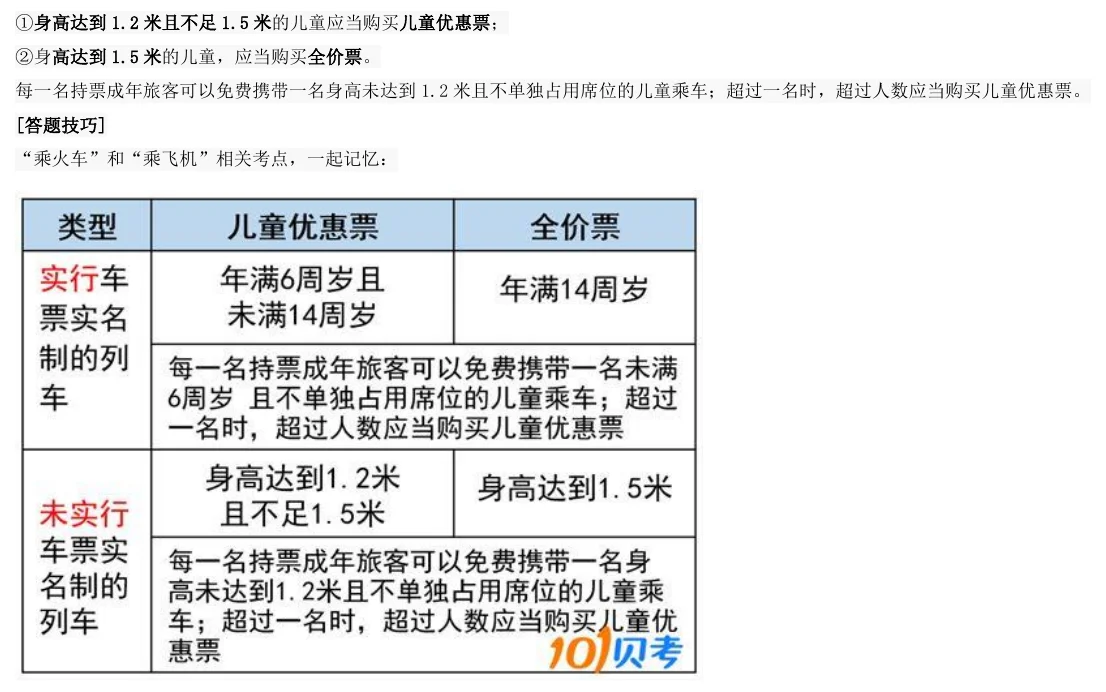 ①身高达到 1.2 米且不足 1.5 米的儿童应当购买儿童优惠票；
②身高达到 1.5 米的儿童，应当购买全价票。
每一名持票成年旅客可以免费携带一名身高未达到 1.2 米且不单独占用席位的儿童乘车；超过一名时，超过人数应当购买儿童优惠票。
[答题技巧]
“乘火车”和“乘飞机”相关考点，一起记忆：
类型
儿童优惠票
全价票
实行车
票实名
制的列
车
年满6周岁且
未满14周岁
年满14周岁
每一名持票成年旅客可以免费携带一名未满
6周岁 且不单独占用席位的儿童乘车；超过
一名时，超过人数应当购买儿童优惠票
未实行
车票实
名制的
列车
身高达到1.2米
且不足1.5米
身高达到1.5米
每一名持票成年旅客可以免费携带一名身
高未达到1.2米且不单独占用席位的儿童乘
车；超过一名时，超过人数应当购买儿童优
惠票
101贝考